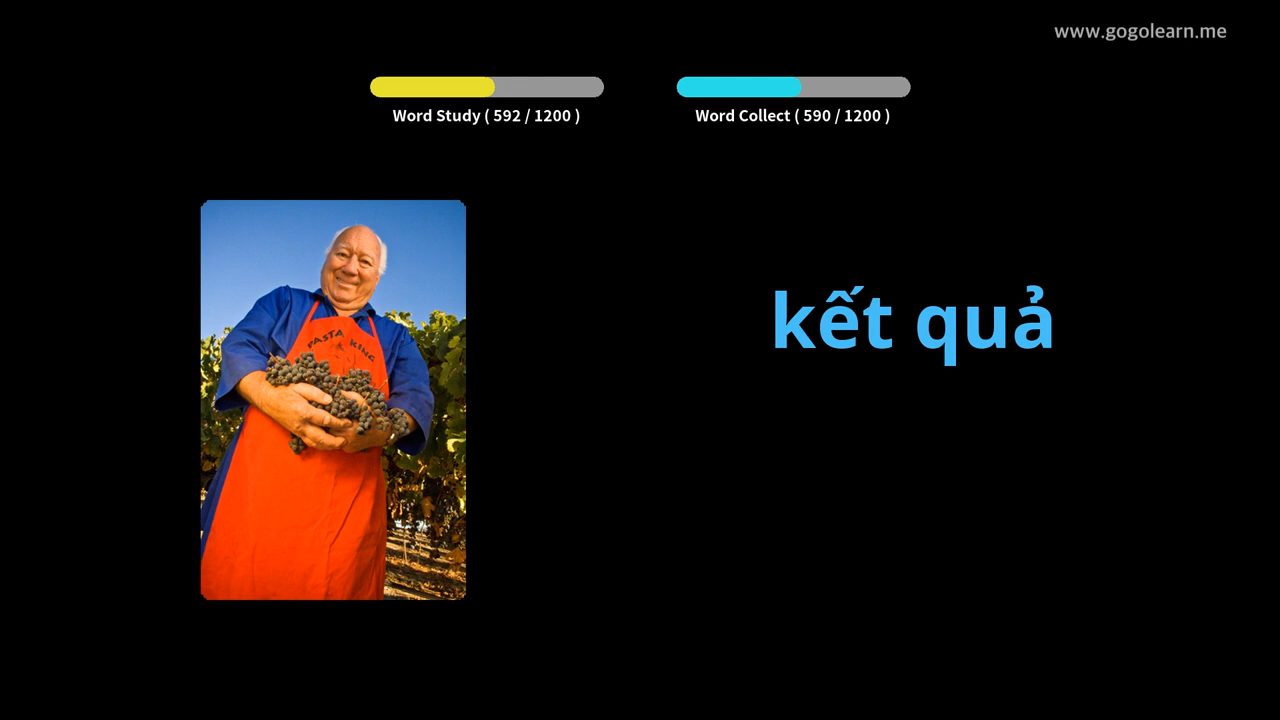 www.gogolearn.me
Word Study ( 592 / 1200 )
Word Collect ( 590 / 1200 )
PASTA KING
kết quả